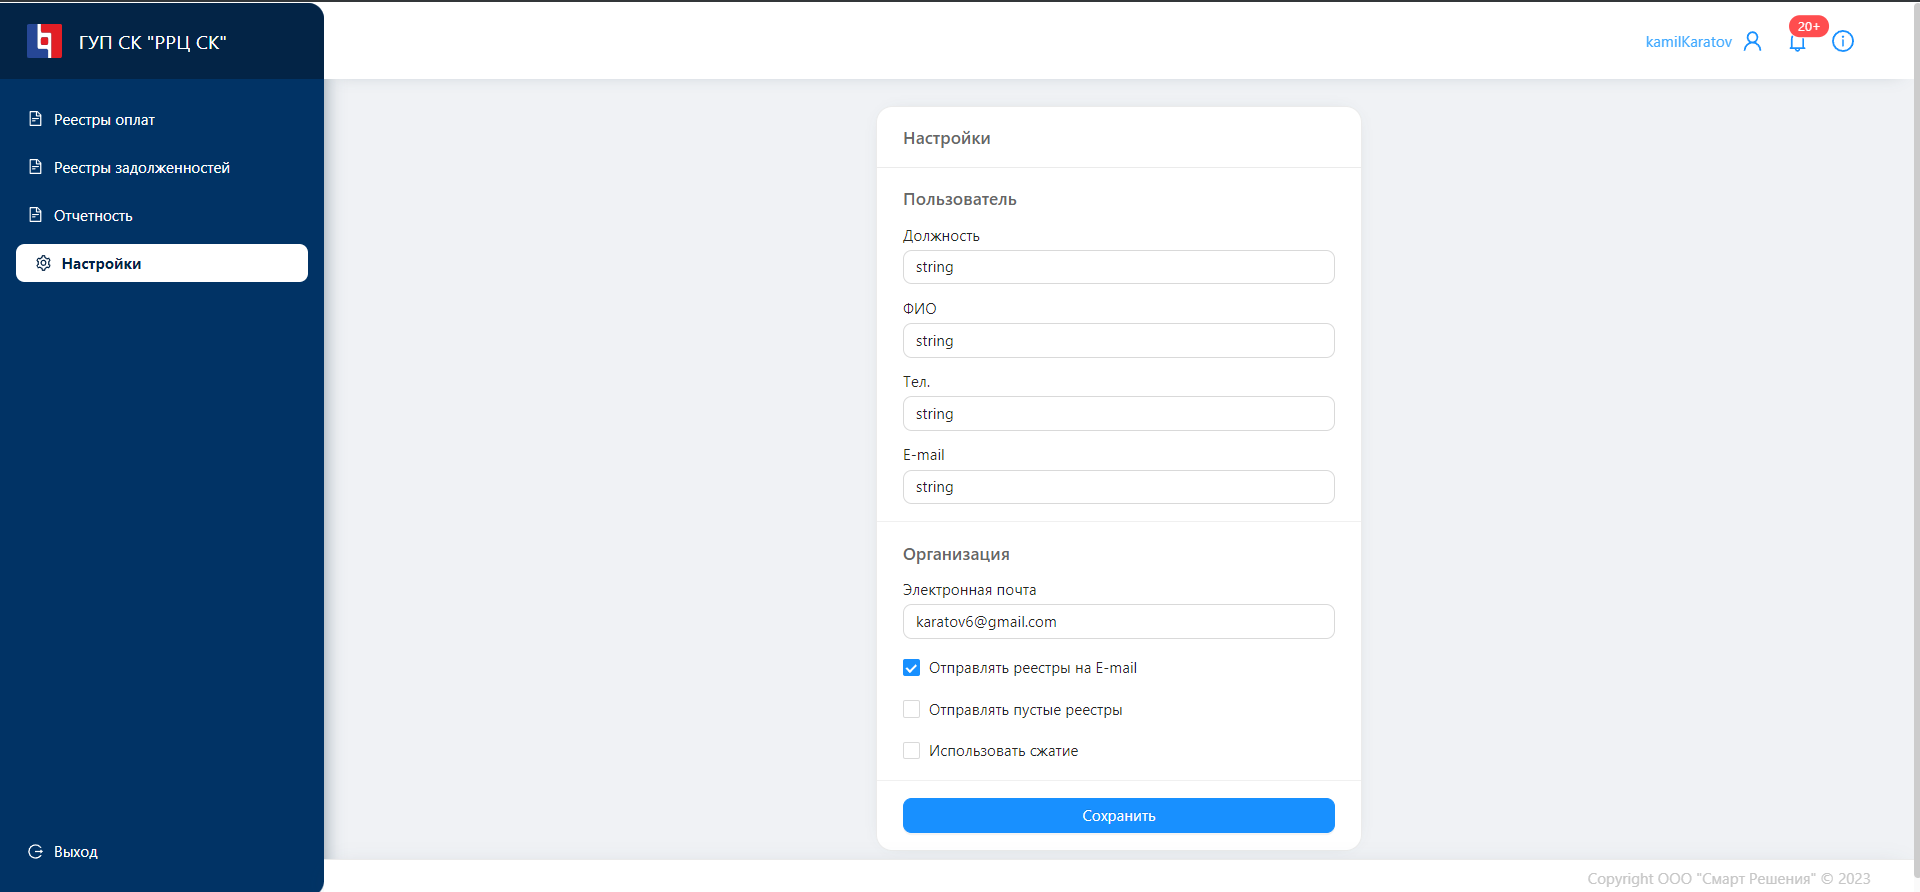 ГУП СК "РРЦ СК"
kamilKaratov
20+
Реестры оплат
Реестры задолженностей
Отчетность
Настройки
Выход
Настройки
Пользователь
Должность
string
ФИО
string
Тел.
string
E-mail
string
Организация
Электронная почта
karatov6@gmail.com
Отправлять реестры на E-mail
Отправлять пустые реестры
Использовать сжатие
Сохранить
Copyright ООО "Смарт Решения" © 2023